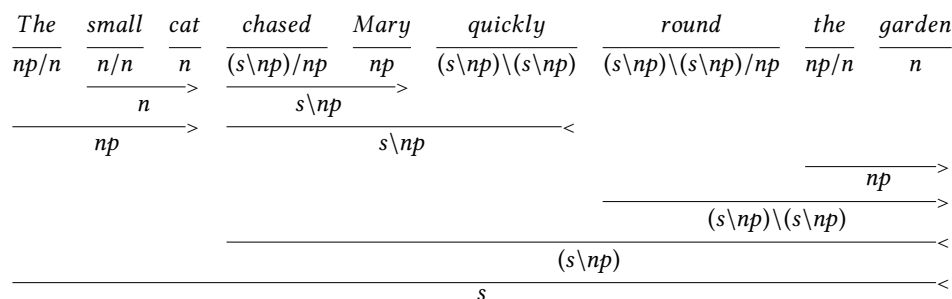 The small cat chased Mary quickly round the garden
np/n n/n n (s\np)/np np (s\np)\(s\np) (s\np)\(s\np)/np np/n n
> >
n s\np
> <
np s\np
>
np
>
(s\np)\(s\np)
<
(s\np)
<
s